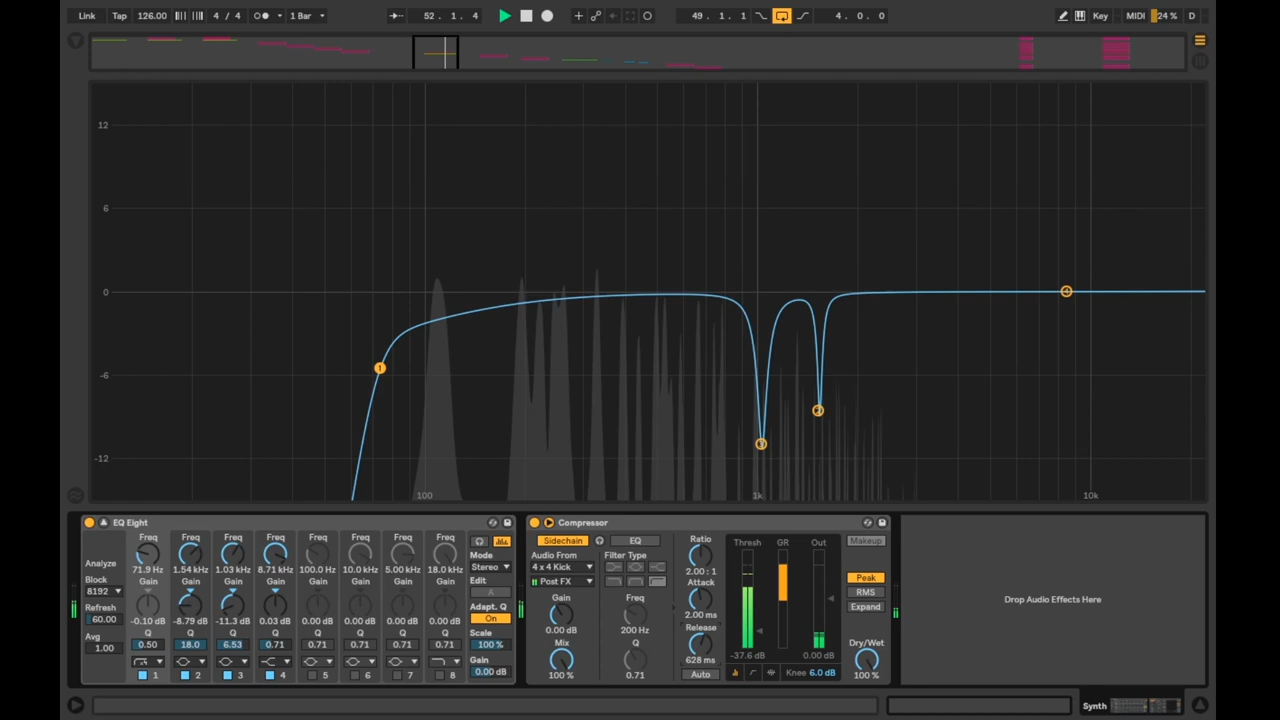 Link Tap 126.00 4 / 4 1 Bar 52. 1. 4 49. 1. 1 4. 0. 0 Key MIDI 24 % D
12
6
0
-6
-12
100 1k 10k
1
2
3
4
EQ Eight
Analyze
Block
8192
Refresh
60.00
Avg
1.00
Freq Freq Freq Freq Freq Freq Freq Freq
71.9 Hz 1.54 kHz 1.03 kHz 8.71 kHz 100.0 Hz 10.0 kHz 5.00 kHz 18.0 kHz
Gain Gain Gain Gain Gain Gain Gain Gain
-0.10 dB -8.79 dB -11.3 dB 0.03 dB 0.00 dB 0.00 dB 0.00 dB 0.00 dB
Q Q Q Q Q Q Q Q
0.50 18.0 6.53 0.71 0.71 0.71 0.71 0.71
1 2 3 4 5 6 7 8
Mode
Stereo
Edit
A
Adapt. Q
On
Scale
100 %
Gain
0.00 dB
Compressor
Sidechain EQ
Audio From Filter Type
4 x 4 Kick
Post FX
Gain Freq
0.00 dB 200 Hz
Mix Q
100 % 0.71
Ratio
2.00 : 1
Attack
2.00 ms
Release
628 ms
Auto
Thresh GR Out
-37.6 dB 0.00 dB
Knee 6.0 dB
Makeup
Peak
RMS
Expand
Dry/Wet
100 %
Drop Audio Effects Here
Synth